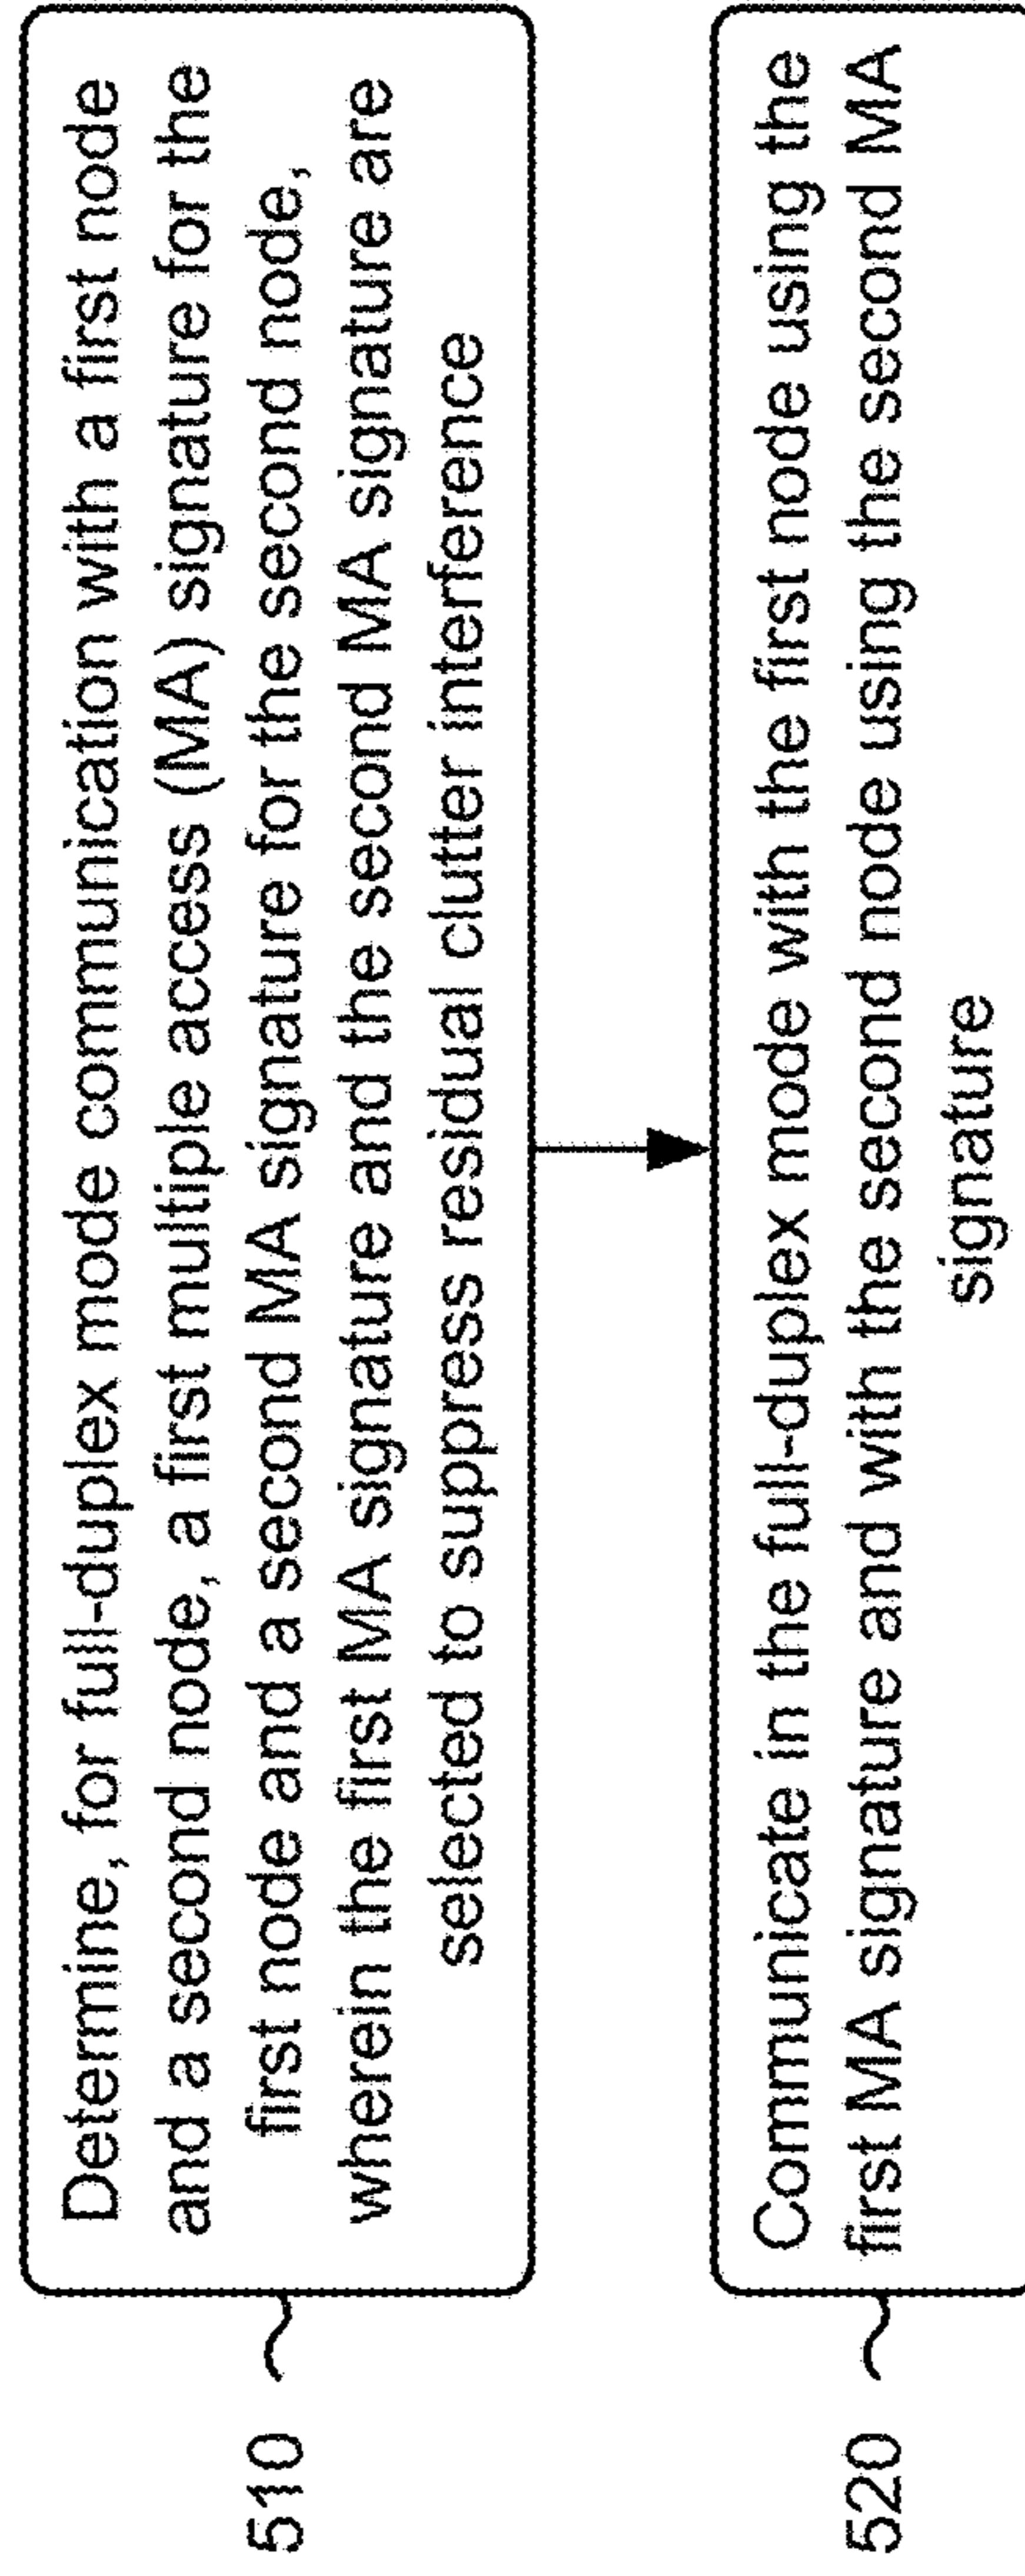 510
Determine, for full-duplex mode communication with a first node
and a second node, a first multiple access (MA) signature for the
first node and a second MA signature for the second node,
wherein the first MA signature and the second MA signature are
selected to suppress residual clutter interference
520
Communicate in the full-duplex mode with the first node using the
first MA signature and with the second node using the second MA
signature